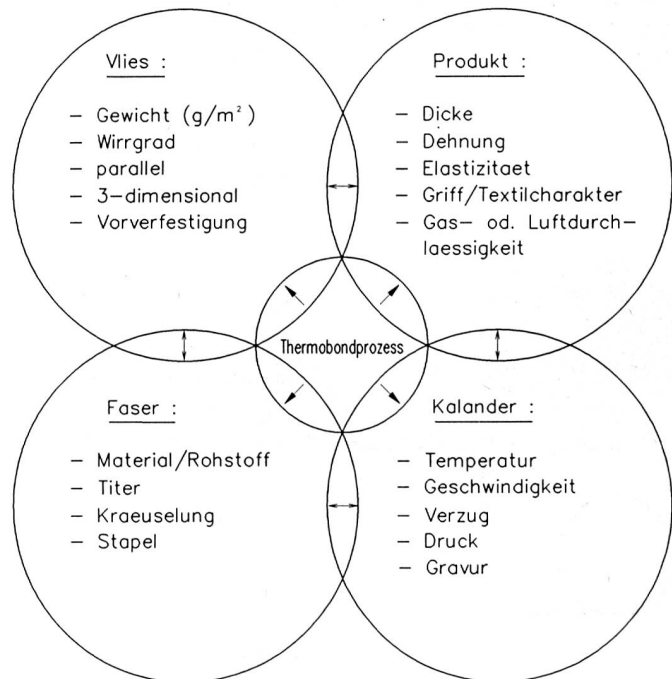 Vlies :
– Gewicht (g/m²)
– Wirrgrad
– parallel
– 3-dimensional
– Vorverfestigung
Produkt :
– Dicke
– Dehnung
– Elastizitaet
– Griff/Textilcharakter
– Gas- od. Luftdurch-
laessigkeit
Thermobondprozess
Faser :
– Material/Rohstoff
– Titer
– Kraeuselung
– Stapel
Kalander :
– Temperatur
– Geschwindigkeit
– Verzug
– Druck
– Gravur